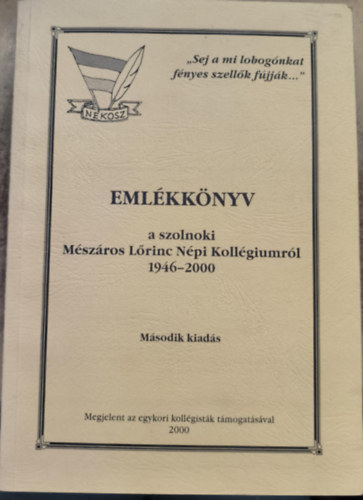 „Sej a mi lobogónkat
fényes szellők fújják..."
NÉKOSZ
EMLÉKKÖNYV
a szolnoki
Mészáros Lőrinc Népi Kollégiumról
1946–2000
Második kiadás
Megjelent az egykori kollégisták támogatásával
2000